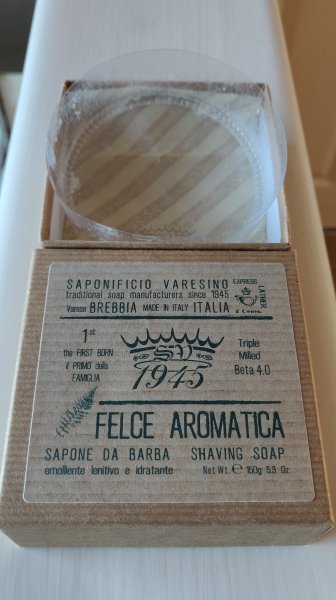 SAPONIFICIO VARESINO
traditional soap manufacturers since 1945
Varese BREBBIA MADE IN ITALY ITALIA
EXPRESS
LATHER
2 Cents.
1st
the FIRST BORN
il PRIMO della
FAMIGLIA
SV
1945
Triple
Milled
Beta 4.0
FELCE AROMATICA
SAPONE DA BARBA SHAVING SOAP
emolliente lenitivo e idratante Net Wt. ℮ 150g 5.3 Oz